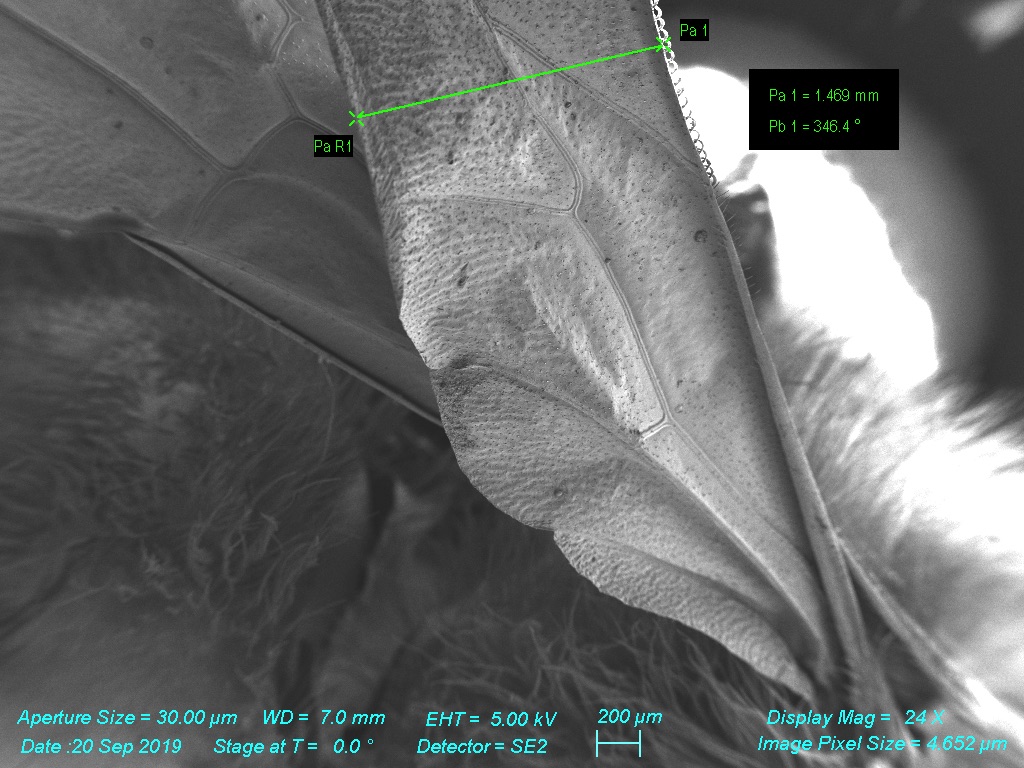 Pa 1
Pa 1 = 1.469 mm
Pb 1 = 346.4 °
Pa R1
Aperture Size = 30.00 µm WD = 7.0 mm EHT = 5.00 kV 200 µm Display Mag = 24 X
Date :20 Sep 2019 Stage at T = 0.0 ° Detector = SE2 Image Pixel Size = 4.652 µm